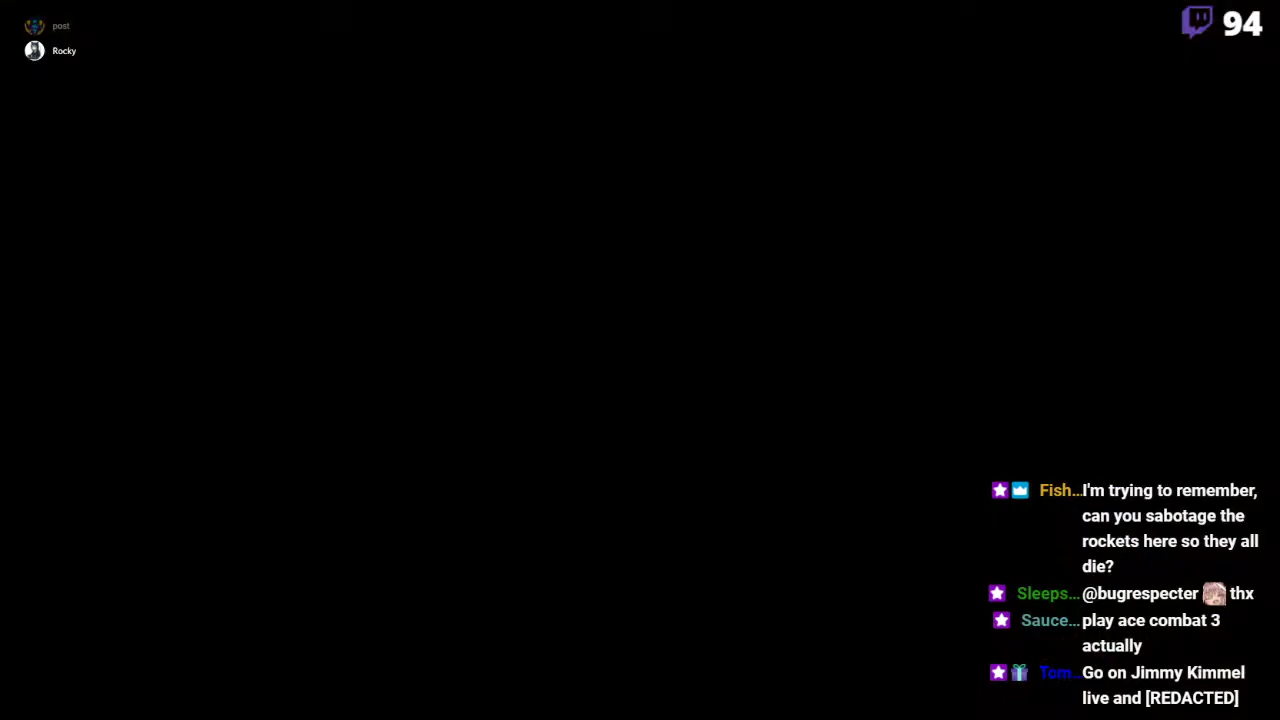 post
Rocky
94
Fish...I'm trying to remember,
can you sabotage the
rockets here so they all
die?
Sleeps...@bugrespecter thx
Sauce...play ace combat 3
actually
Tom...Go on Jimmy Kimmel
live and [REDACTED]